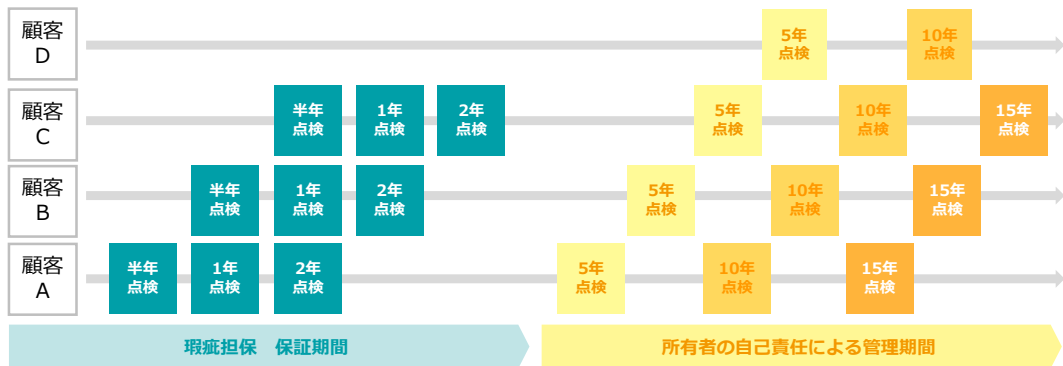 顧客
D
5年
点検
10年
点検
顧客
C
半年
点検
1年
点検
2年
点検
5年
点検
10年
点検
15年
点検
顧客
B
半年
点検
1年
点検
2年
点検
5年
点検
10年
点検
15年
点検
顧客
A
半年
点検
1年
点検
2年
点検
5年
点検
10年
点検
15年
点検
瑕疵担保　保証期間
所有者の自己責任による管理期間